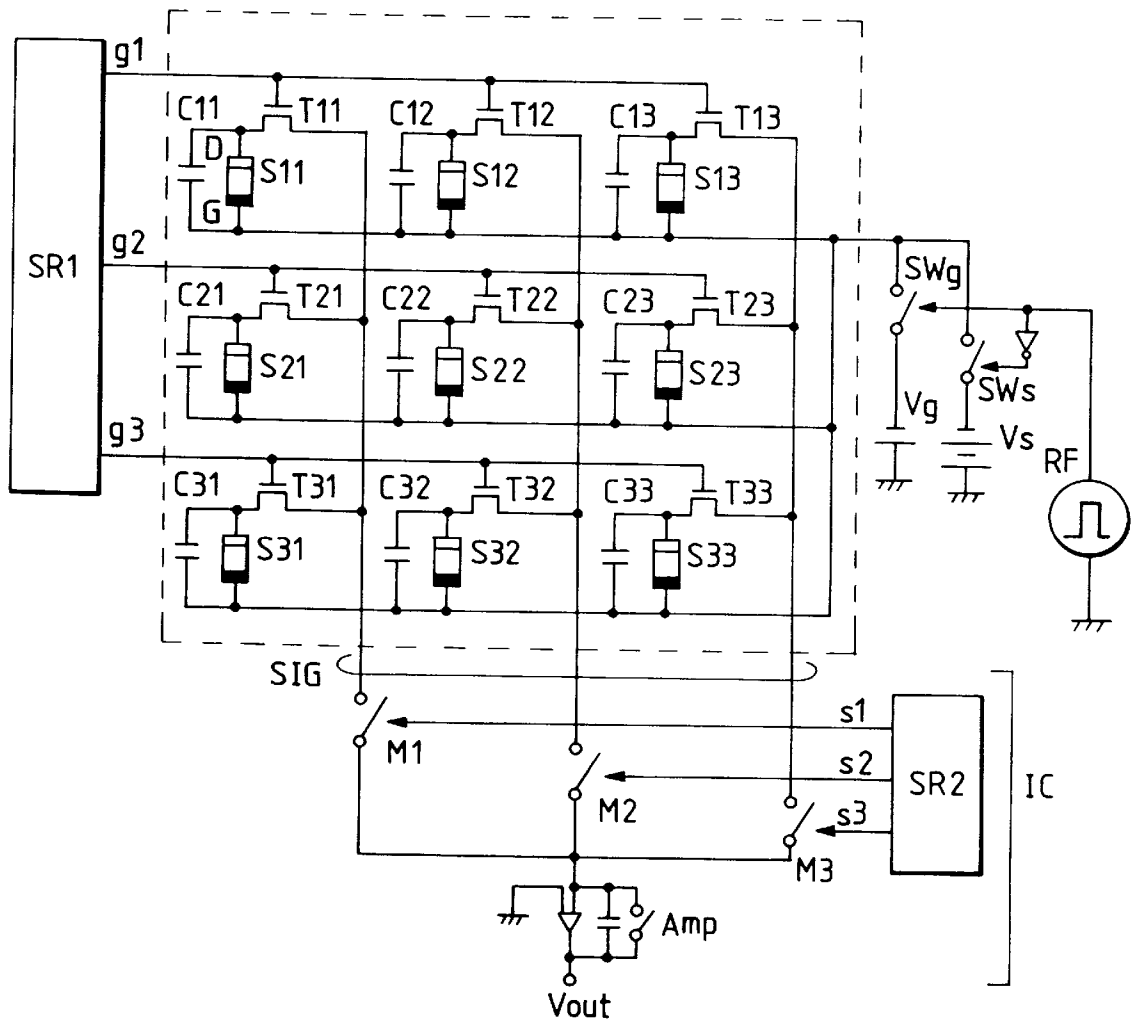 g1
C11 T11 C12 T12 C13 T13
D
S11 S12 S13
G
g2
SR1
SWg
C21 T21 C22 T22 C23 T23
S21 S22 S23
SWs
Vg
Vs
g3
RF
C31 T31 C32 T32 C33 T33
S31 S32 S33
SIG
s1
M1
s2
SR2
IC
M2
s3
M3
Amp
Vout